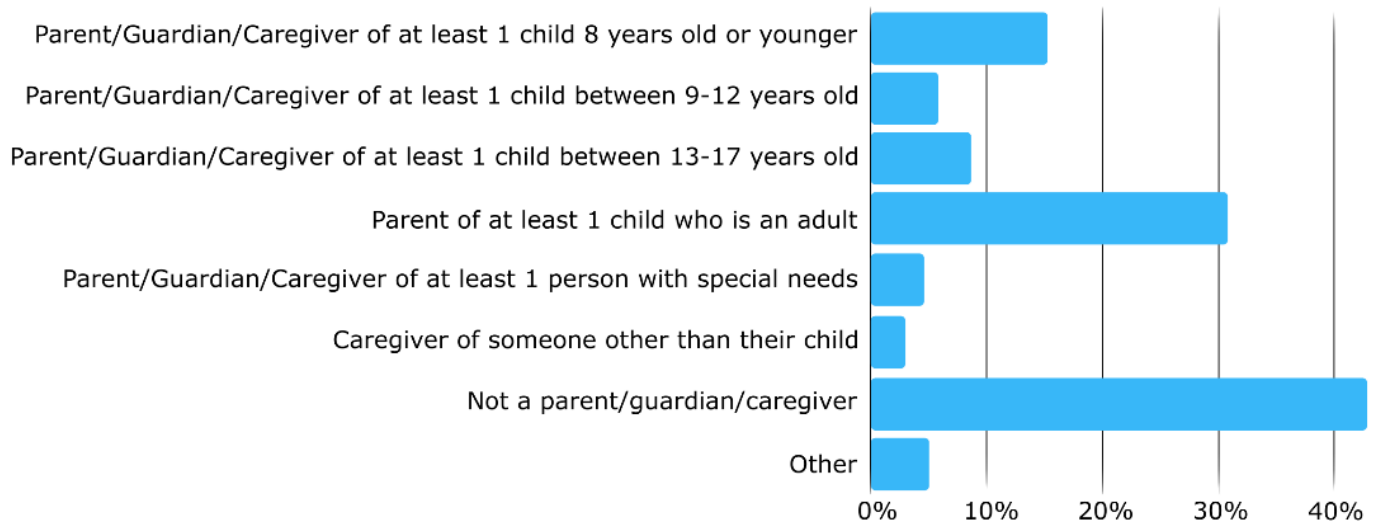 Parent/Guardian/Caregiver of at least 1 child 8 years old or younger
Parent/Guardian/Caregiver of at least 1 child between 9-12 years old
Parent/Guardian/Caregiver of at least 1 child between 13-17 years old
Parent of at least 1 child who is an adult
Parent/Guardian/Caregiver of at least 1 person with special needs
Caregiver of someone other than their child
Not a parent/guardian/caregiver
Other
0% 10% 20% 30% 40%